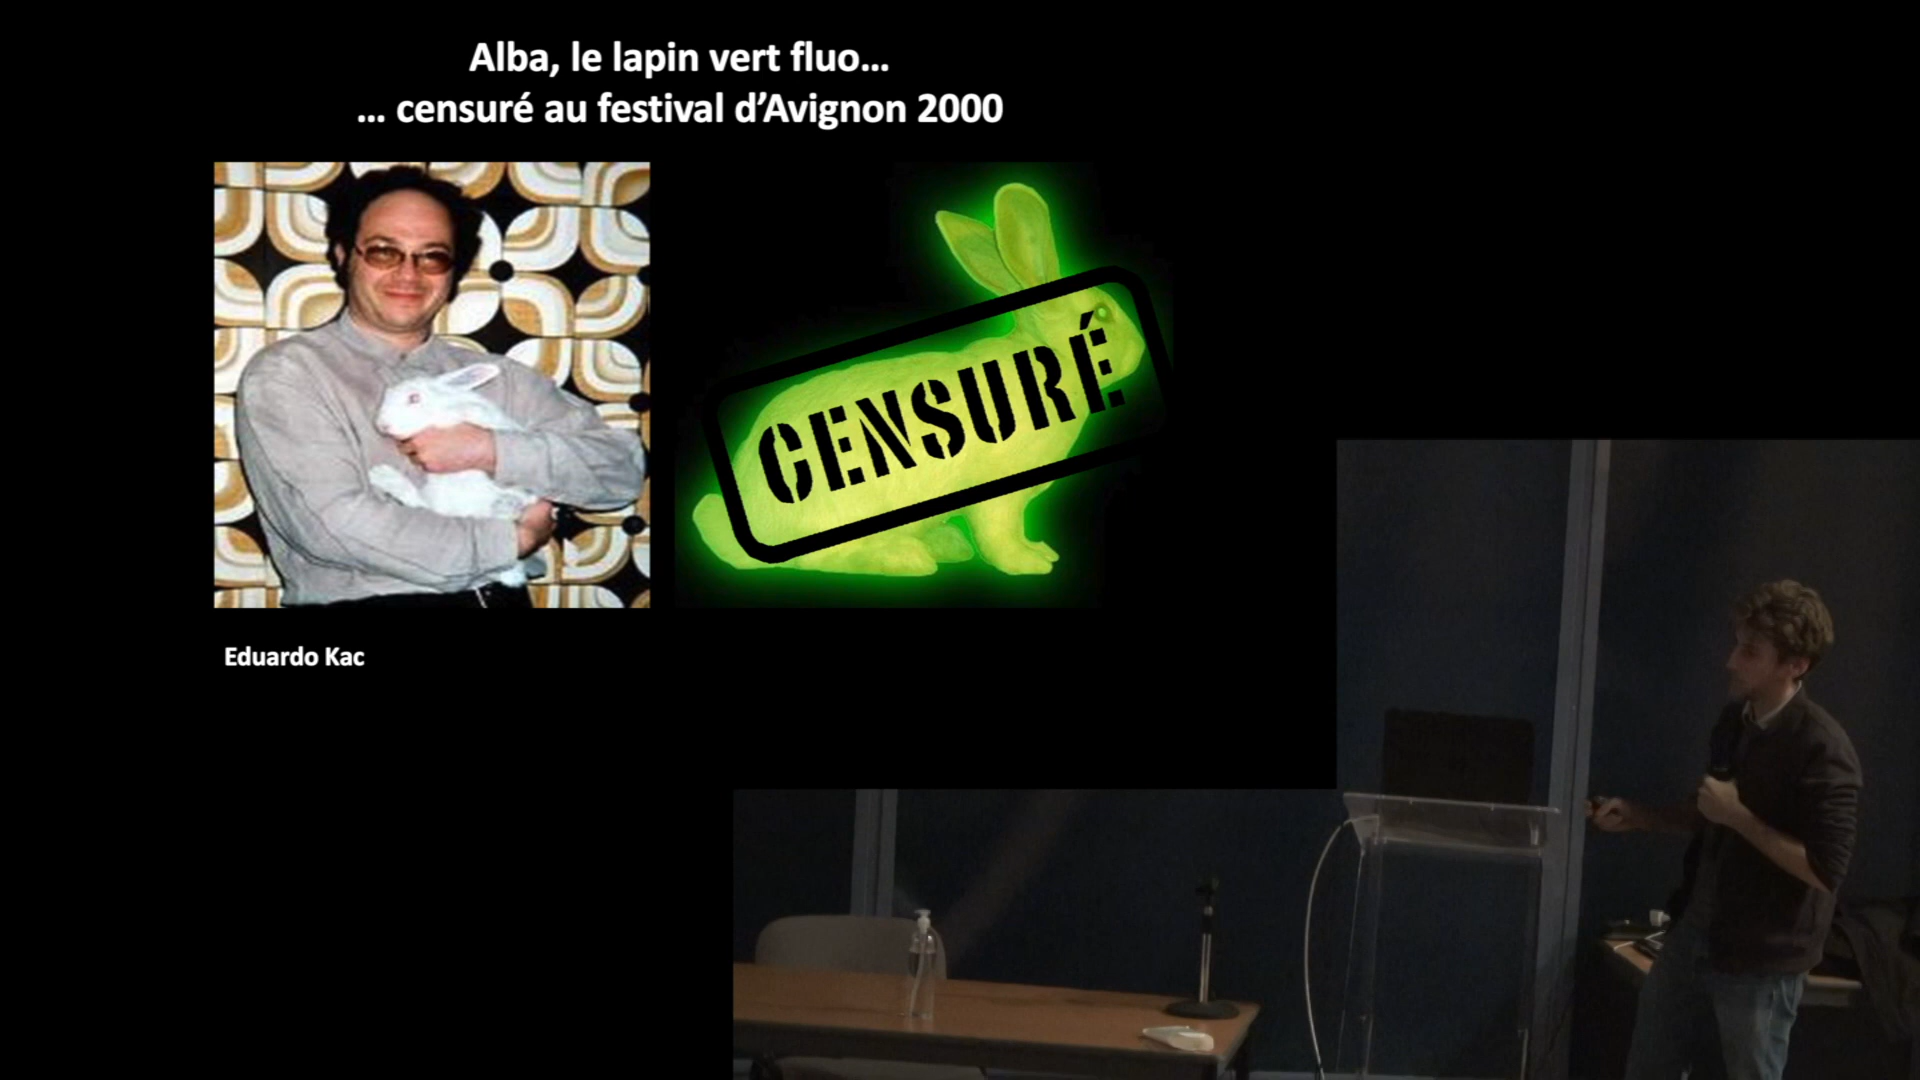 Alba, le lapin vert fluo...
... censuré au festival d’Avignon 2000
CENSURÉ
Eduardo Kac